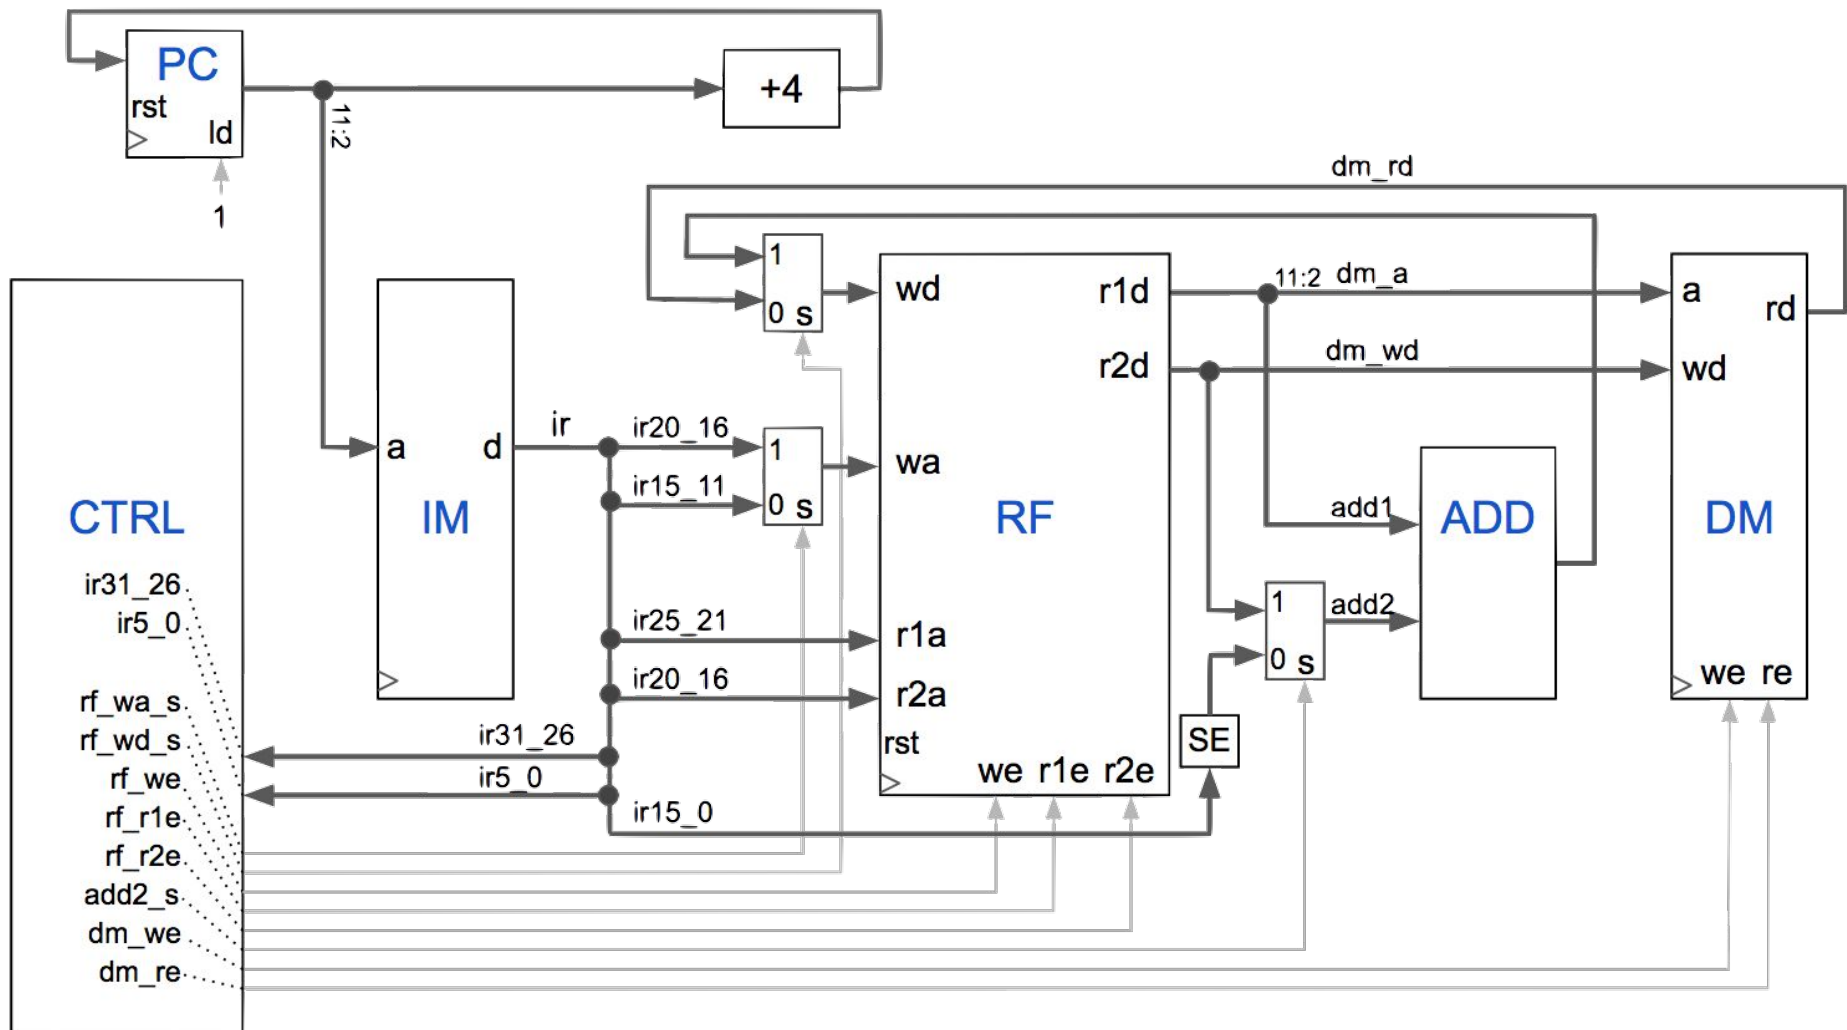 PC
rst
ld
1
11:2
+4
dm_rd
1
0 s
wd
r1d
11:2 dm_a
a
rd
r2d
dm_wd
wd
ir
ir20_16
1
wa
a
d
ir15_11
0 s
CTRL
IM
RF
add1
ADD
DM
ir31_26
ir5_0
ir25_21
r1a
1
add2
0 s
ir20_16
r2a
we re
rf_wa_s
rf_wd_s
ir31_26
rst
SE
rf_we
ir5_0
we r1e r2e
rf_r1e
ir15_0
rf_r2e
add2_s
dm_we
dm_re